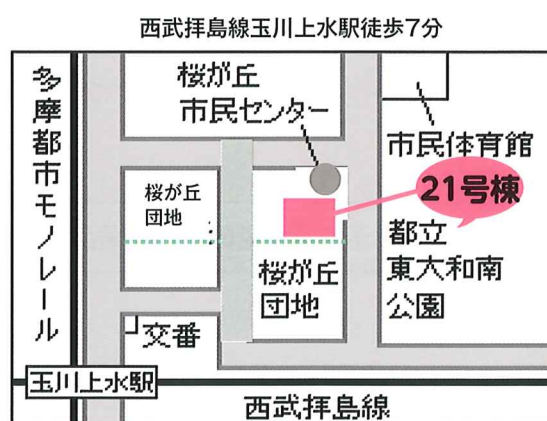 西武拝島線玉川上水駅徒歩7分
多摩都市モノレール
桜が丘
市民センター
市民体育館
21号棟
桜が丘
団地
都立
東大和南
公園
桜が丘
団地
交番
玉川上水駅
西武拝島線